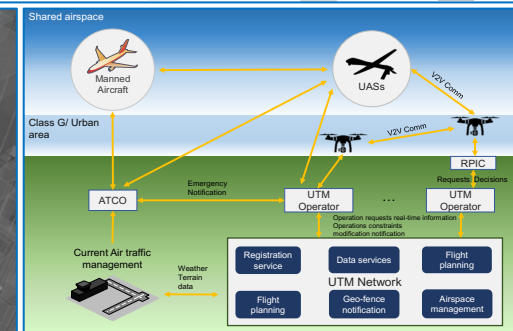 Shared airspace
Manned
Aircraft
UASs
V2V Comm
Class G/ Urban
area
V2V Comm
RPIC
Requests Decisions
ATCO
Emergency
Notification
UTM
Operator
...
UTM
Operator
Operation requests real-time information
Operations constraints
modification notification
Current Air traffic
management
Weather
Terrain
data
Registration
service
Data services
Flight
planning
UTM Network
Flight
planning
Geo-fence
notification
Airspace
management